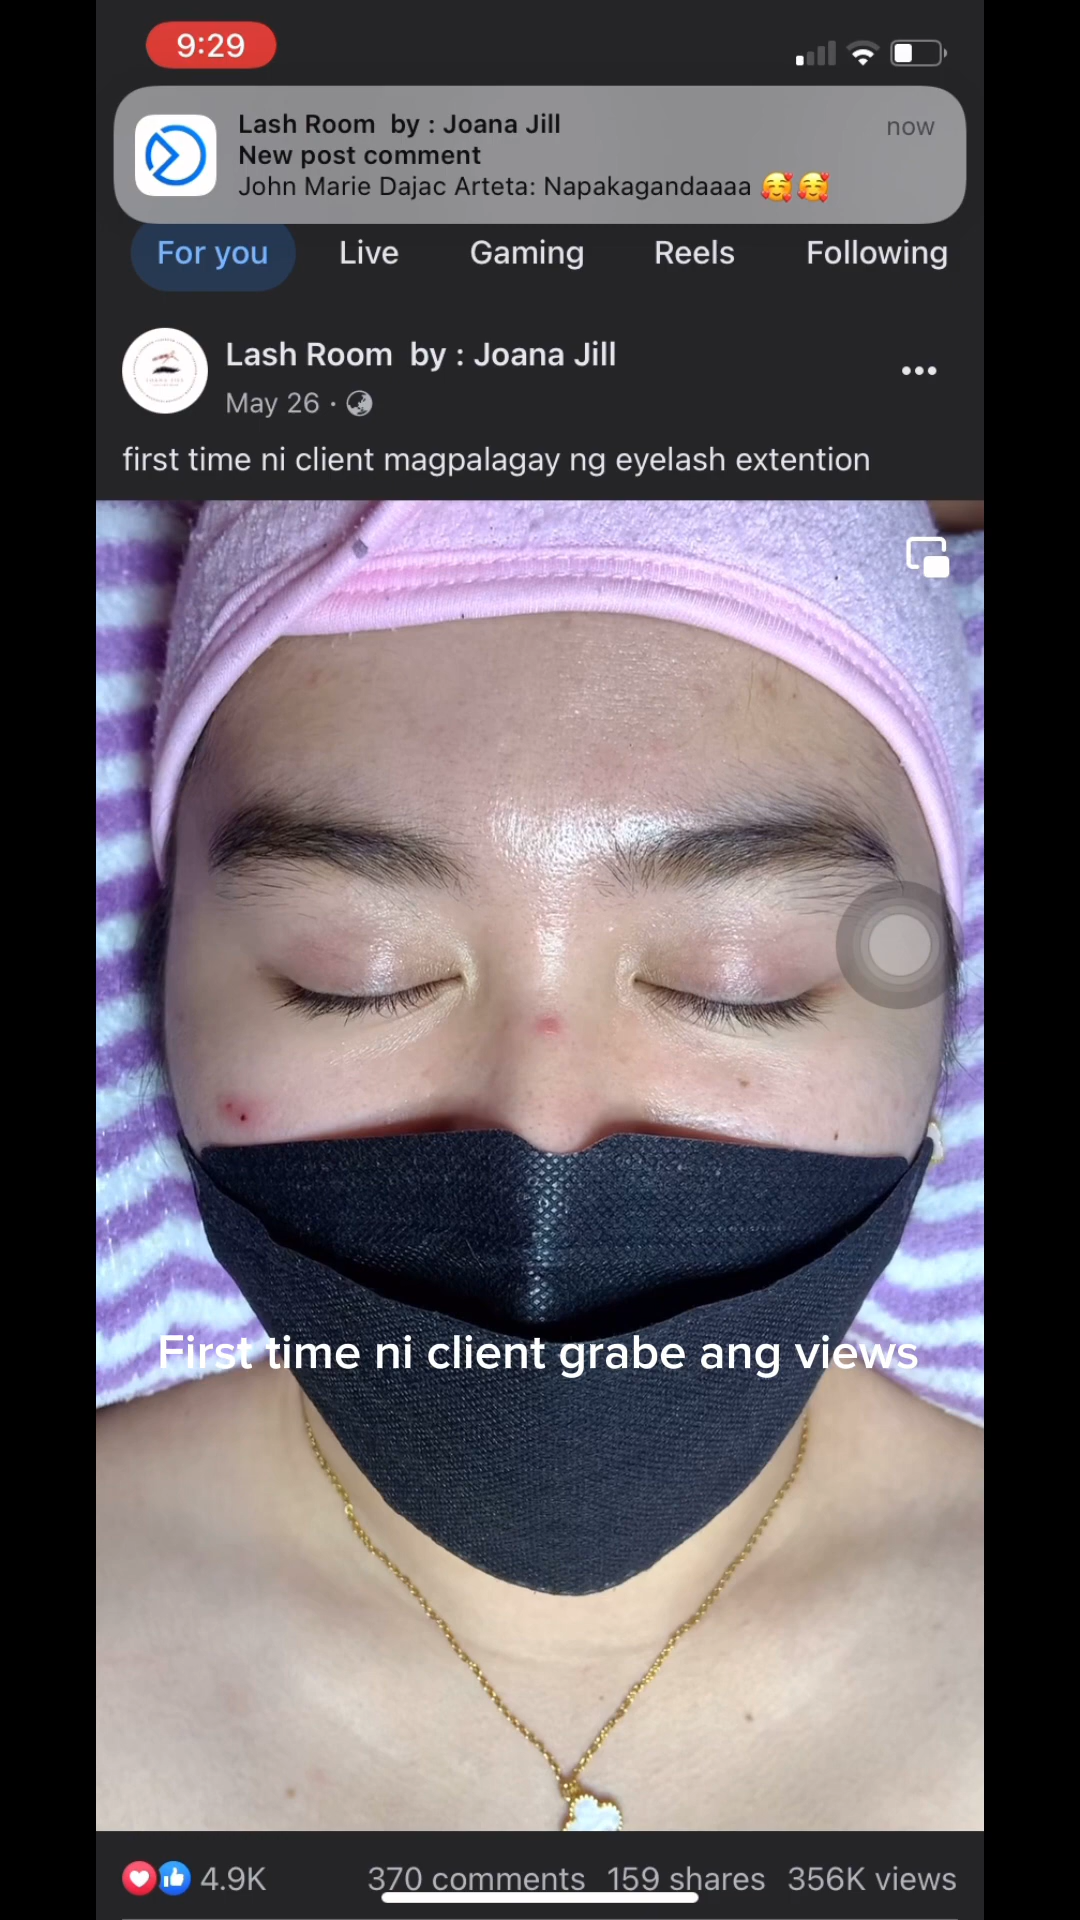 9:29
Lash Room by : Joana Jill
now
New post comment
John Marie Dajac Arteta: Napakagandaaaa 🥰🥰
For you
Live
Gaming
Reels
Following
Lash Room by : Joana Jill
May 26 ·
first time ni client magpalagay ng eyelash extention
First time ni client grabe ang views
4.9K
370 comments
159 shares
356K views